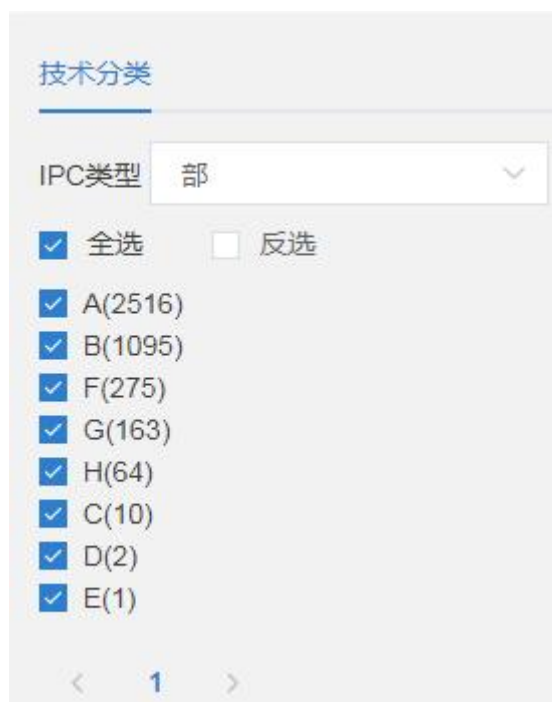 技术分类
IPC类型 部
全选 反选
A(2516)
B(1095)
F(275)
G(163)
H(64)
C(10)
D(2)
E(1)
< 1 >